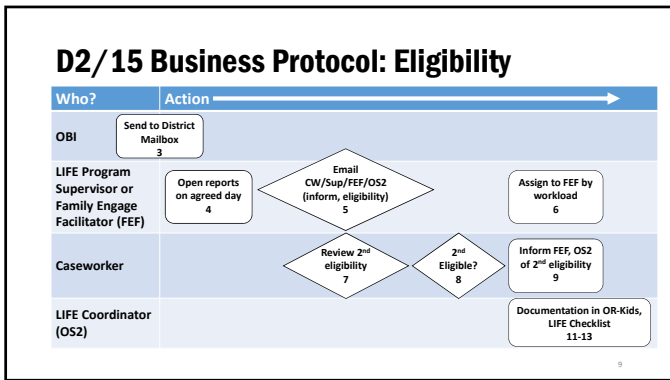 D2/15 Business Protocol: Eligibility
Who?
Action
OBI
Send to District
Mailbox
3
LIFE Program
Supervisor or
Family Engage
Facilitator (FEF)
Open reports
on agreed day
4
Email
CW/Sup/FEF/OS2
(inform, eligibility)
5
Assign to FEF by
workload
6
Caseworker
Review 2nd
eligibility
7
2nd
Eligible?
8
Inform FEF, OS2
of 2nd eligibility
9
LIFE Coordinator
(OS2)
Documentation in OR-Kids,
LIFE Checklist
11-13
9